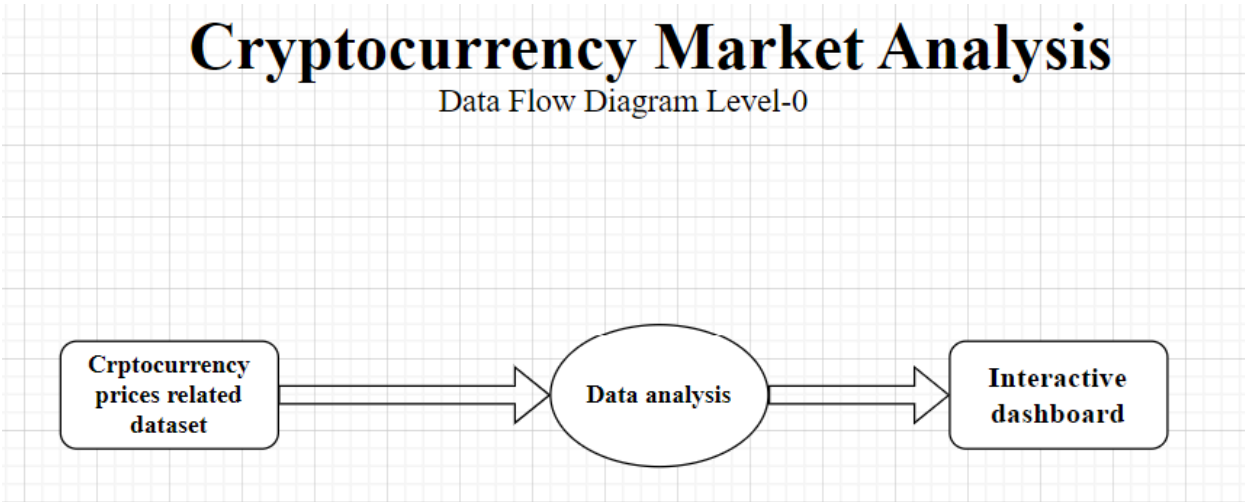 Cryptocurrency Market Analysis
Data Flow Diagram Level-0
Crptocurrency
prices related
dataset
Data analysis
Interactive
dashboard